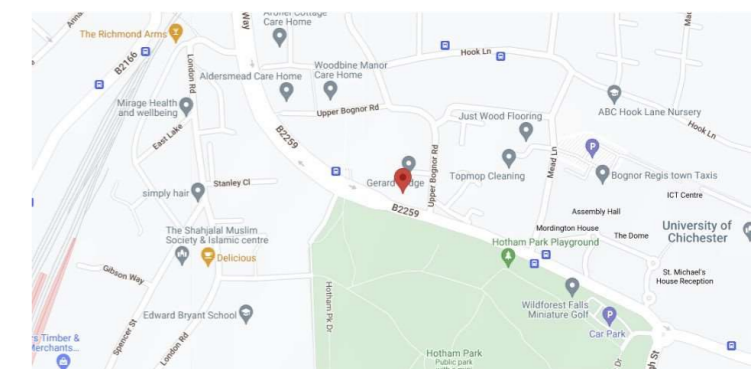 Care Home
Way
The Richmond Arms
B2166
London Rd
Hook Ln
Woodbine Manor
Care Home
Aldersmead Care Home
Mirage Health
and wellbeing
Upper Bognor Rd
Just Wood Flooring
ABC Hook Lane Nursery
Hook Ln
East Lake
B2259
Upper Bognor Rd
Mead Ln
P
Stanley Cl
simply hair
Topmop Cleaning
Bognor Regis town Taxis
ICT Centre
B2259
Assembly Hall
Mordington House
The Dome
University of
Chichester
The Shahjalal Muslim
Society & Islamic centre
Delicious
Hotham Park Playground
St. Michael's
House Reception
Gibson Way
Hotham Pk Dr
Wildforest Falls
Miniature Golf
P
Car Park
Edward Bryant School
Spencer St
London Rd
Timber &
Hotham Park
Public park
Dr